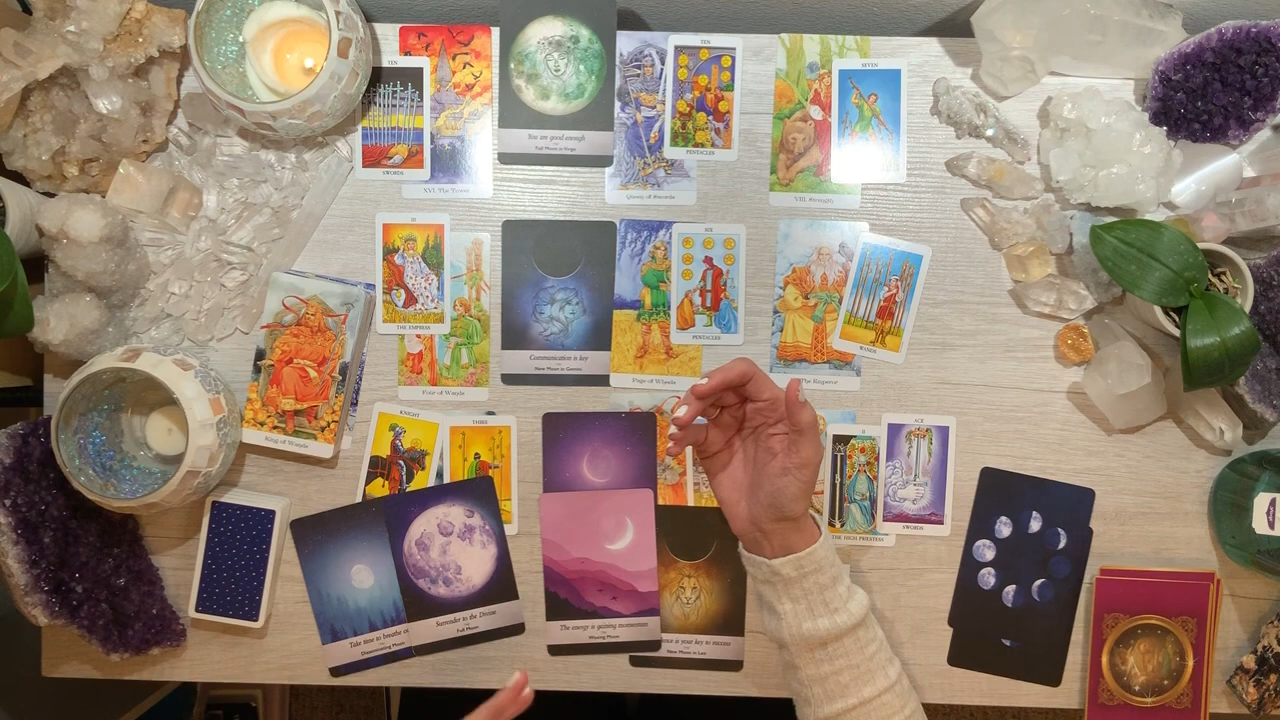 TEN
SWORDS
XVI. The Tower
You are good enough
Full Moon in Virgo
Queen of Swords
TEN
PENTACLES
VIII. Strength
SEVEN
III
THE EMPRESS
Four of Wands
Communication is key
New Moon in Gemini
Page of Wands
SIX
PENTACLES
The Emperor
WANDS
King of Wands
KNIGHT
THREE
II
THE HIGH PRIESTESS
ACE
SWORDS
Take time to breathe
Disseminating Moon
Surrender to the Divine
Full Moon
The energy is gaining momentum
Waxing Moon
is your key to success
New Moon in Leo